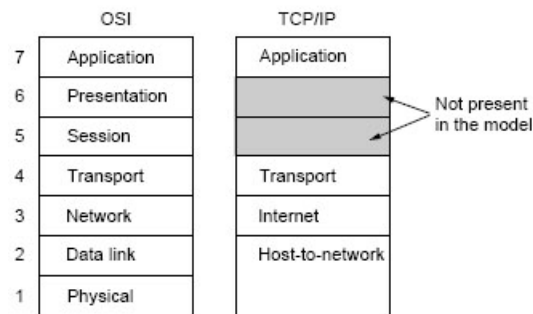 OSI TCP/IP
7 Application Application
6 Presentation
Not present
in the model
5 Session
4 Transport Transport
3 Network Internet
2 Data link Host-to-network
1 Physical